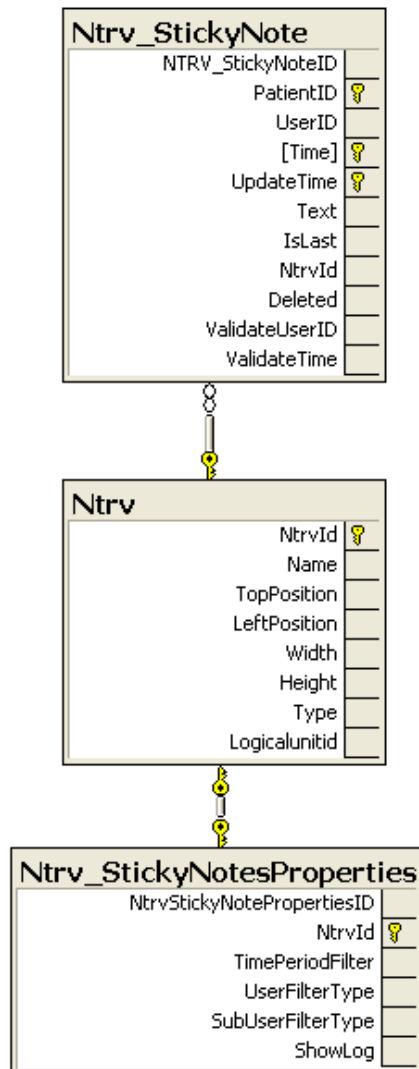 Ntrv_StickyNote
NTRV_StickyNoteID
PatientID
UserID
[Time]
UpdateTime
Text
IsLast
NtrvId
Deleted
ValidateUserID
ValidateTime
Ntrv
NtrvId
Name
TopPosition
LeftPosition
Width
Height
Type
Logicalunitid
Ntrv_StickyNotesProperties
NtrvStickyNotePropertiesID
NtrvId
TimePeriodFilter
UserFilterType
SubUserFilterType
ShowLog